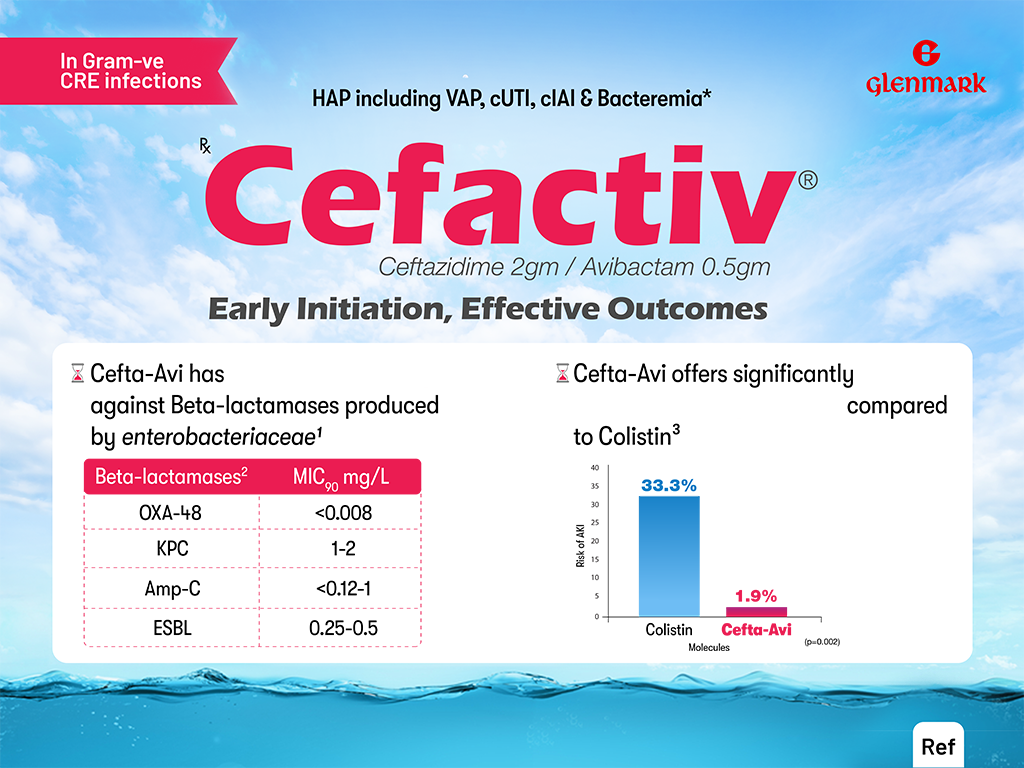 In Gram-ve
CRE infections
GLENMARK
HAP including VAP, cUTI, cIAI & Bacteremia*
℞ Cefactiv®
Ceftazidime 2gm / Avibactam 0.5gm
Early Initiation, Effective Outcomes
Cefta-Avi has
against Beta-lactamases produced
by enterobacteriaceae¹
Beta-lactamases² MIC₉₀ mg/L
OXA-48 <0.008
KPC 1-2
Amp-C <0.12-1
ESBL 0.25-0.5
Cefta-Avi offers significantly
compared
to Colistin³
40
35
30
25
20
15
10
5
0
Risk of AKI
33.3%
1.9%
Colistin Cefta-Avi
Molecules
(p=0.002)
Ref